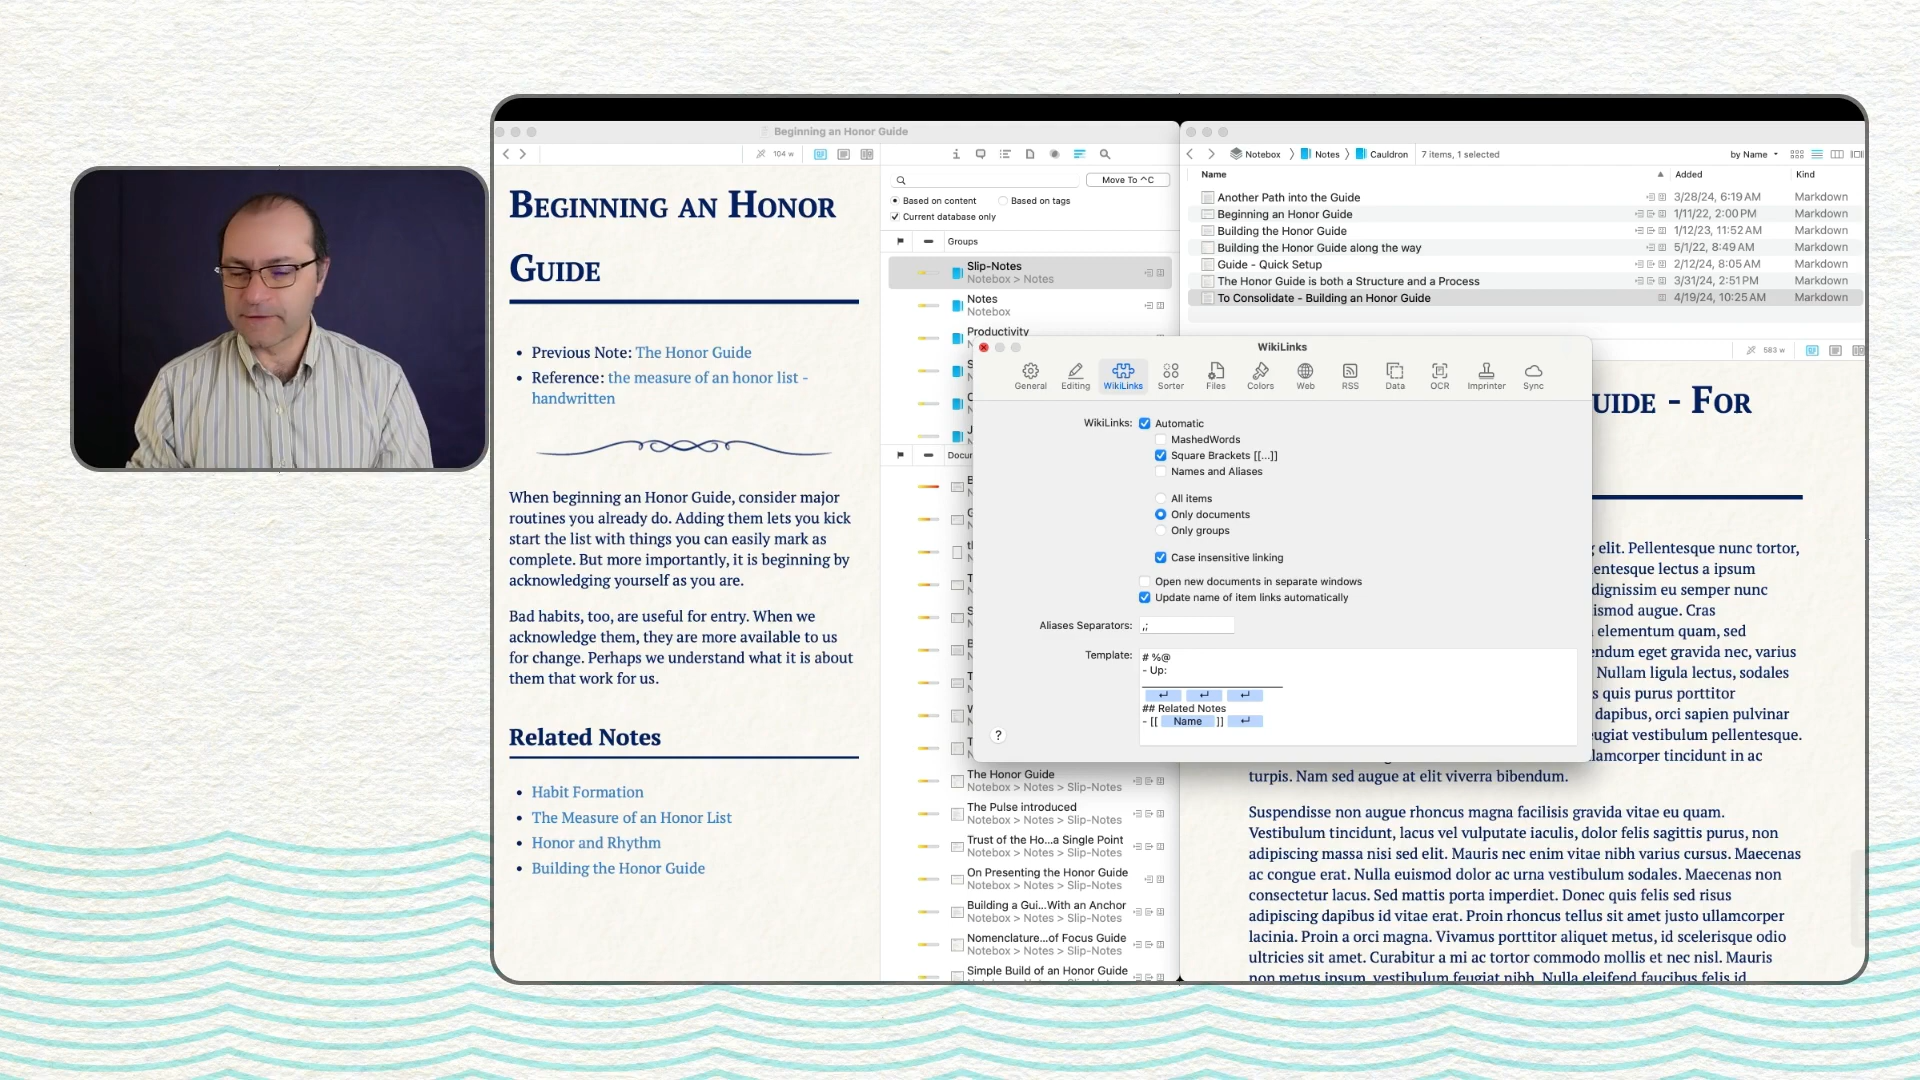 Beginning an Honor Guide
104 w
Beginning an Honor
Guide
Previous Note: The Honor Guide
Reference: the measure of an honor list -
handwritten
When beginning an Honor Guide, consider major
routines you already do. Adding them lets you kick
start the list with things you can easily mark as
complete. But more importantly, it is beginning by
acknowledging yourself as you are.
Bad habits, too, are useful for entry. When we
acknowledge them, they are more available to us
for change. Perhaps we understand what it is about
them that work for us.
Related Notes
Habit Formation
The Measure of an Honor List
Honor and Rhythm
Building the Honor Guide
Move To ^C
Based on content
Based on tags
Current database only
Groups
Slip-Notes
Notebox > Notes
Notes
Notebox
Productivity
Docur
The Honor Guide
Notebox > Notes > Slip-Notes
The Pulse introduced
Notebox > Notes > Slip-Notes
Trust of the Ho...a Single Point
Notebox > Notes > Slip-Notes
On Presenting the Honor Guide
Notebox > Notes > Slip-Notes
Building a Gui...With an Anchor
Notebox > Notes > Slip-Notes
Nomenclature...of Focus Guide
Notebox > Notes > Slip-Notes
Simple Build of an Honor Guide
Notebox > Notes > Cauldron
7 items, 1 selected
by Name
Name Added Kind
Another Path into the Guide 3/28/24, 6:19 AM Markdown
Beginning an Honor Guide 1/11/22, 2:00 PM Markdown
Building the Honor Guide 1/12/23, 11:52 AM Markdown
Building the Honor Guide along the way 5/1/22, 8:49 AM Markdown
Guide - Quick Setup 2/12/24, 8:05 AM Markdown
The Honor Guide is both a Structure and a Process 3/31/24, 2:51 PM Markdown
To Consolidate - Building an Honor Guide 4/19/24, 10:25 AM Markdown
583 w
WikiLinks
General Editing WikiLinks Sorter Files Colors Web RSS Data OCR Imprinter Sync
WikiLinks: Automatic
MashedWords
Square Brackets [[...]]
Names and Aliases
All items
Only documents
Only groups
Case insensitive linking
Open new documents in separate windows
Update name of item links automatically
Aliases Separators: ,;
Template: # %@
- Up:
## Related Notes
- [[ Name ]]
?
uide - For
elit. Pellentesque nunc tortor,
entesque lectus a ipsum
dignissim eu semper nunc
ismod augue. Cras
elementum quam, sed
endum eget gravida nec, varius
Nullam ligula lectus, sodales
s quis purus porttitor
dapibus, orci sapien pulvinar
eugiat vestibulum pellentesque.
llamcorper tincidunt in ac
turpis. Nam sed augue at elit viverra bibendum.
Suspendisse non augue rhoncus magna facilisis gravida vitae eu quam.
Vestibulum tincidunt, lacus vel vulputate iaculis, dolor felis sagittis purus, non
adipiscing massa nisi sed elit. Mauris nec enim vitae nibh varius cursus. Maecenas
ac congue erat. Nulla euismod dolor ac urna vestibulum sodales. Maecenas non
consectetur lacus. Sed mattis porta imperdiet. Donec quis felis sed risus
adipiscing dapibus id vitae erat. Proin rhoncus tellus sit amet justo ullamcorper
lacinia. Proin a orci magna. Vivamus porttitor aliquet metus, id scelerisque odio
ultricies sit amet. Curabitur a mi ac tortor commodo mollis et nec nisl. Mauris
non metus ipsum, vestibulum feugiat nibh. Nulla eleifend faucibus felis id